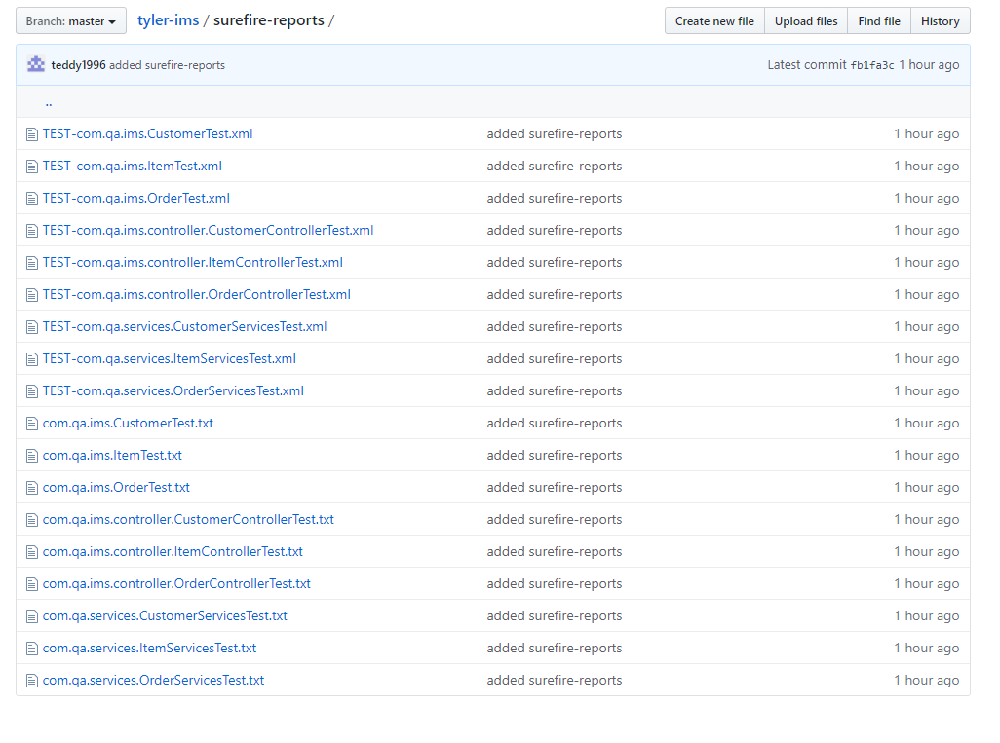 Branch: master tyler-ims / surefire-reports / Create new file Upload files Find file History
teddy1996 added surefire-reports Latest commit fb1fa3c 1 hour ago
..
TEST-com.qa.ims.CustomerTest.xml added surefire-reports 1 hour ago
TEST-com.qa.ims.ItemTest.xml added surefire-reports 1 hour ago
TEST-com.qa.ims.OrderTest.xml added surefire-reports 1 hour ago
TEST-com.qa.ims.controller.CustomerControllerTest.xml added surefire-reports 1 hour ago
TEST-com.qa.ims.controller.ItemControllerTest.xml added surefire-reports 1 hour ago
TEST-com.qa.ims.controller.OrderControllerTest.xml added surefire-reports 1 hour ago
TEST-com.qa.services.CustomerServicesTest.xml added surefire-reports 1 hour ago
TEST-com.qa.services.ItemServicesTest.xml added surefire-reports 1 hour ago
TEST-com.qa.services.OrderServicesTest.xml added surefire-reports 1 hour ago
com.qa.ims.CustomerTest.txt added surefire-reports 1 hour ago
com.qa.ims.ItemTest.txt added surefire-reports 1 hour ago
com.qa.ims.OrderTest.txt added surefire-reports 1 hour ago
com.qa.ims.controller.CustomerControllerTest.txt added surefire-reports 1 hour ago
com.qa.ims.controller.ItemControllerTest.txt added surefire-reports 1 hour ago
com.qa.ims.controller.OrderControllerTest.txt added surefire-reports 1 hour ago
com.qa.services.CustomerServicesTest.txt added surefire-reports 1 hour ago
com.qa.services.ItemServicesTest.txt added surefire-reports 1 hour ago
com.qa.services.OrderServicesTest.txt added surefire-reports 1 hour ago